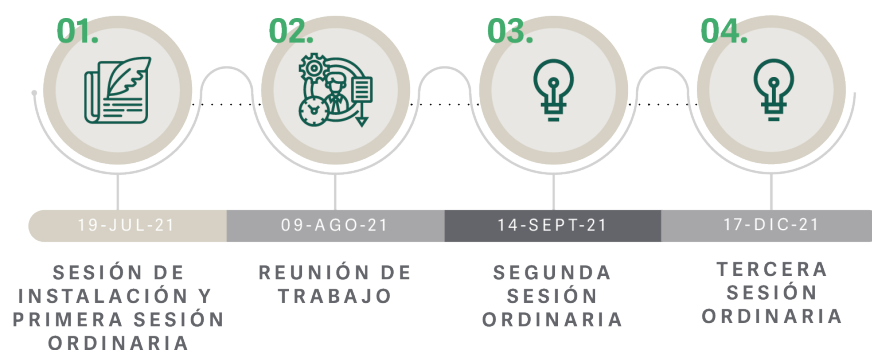 01.
02.
03.
04.
19-JUL-21
09-AGO-21
14-SEPT-21
17-DIC-21
SESIÓN DE
INSTALACIÓN Y
PRIMERA SESIÓN
ORDINARIA
REUNIÓN DE
TRABAJO
SEGUNDA
SESIÓN
ORDINARIA
TERCERA
SESIÓN
ORDINARIA